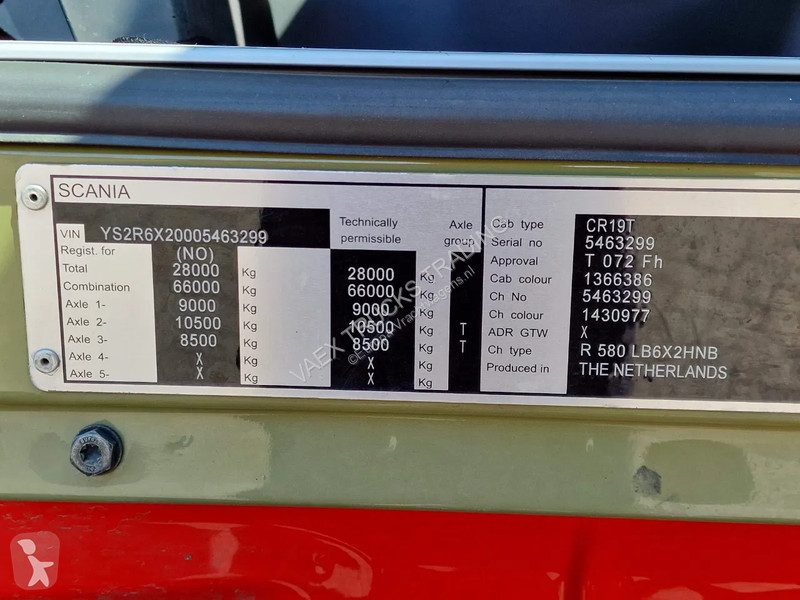 SCANIA
VIN YS2R6X20005463299 Technically permissible Axle group
Regist. for (NO)
Total 28000 Kg 28000 Kg
Combination 66000 Kg 66000 Kg
Axle 1- 9000 Kg 9000 Kg
Axle 2- 10500 Kg 10500 Kg T
Axle 3- 8500 Kg 8500 Kg T
Axle 4- X Kg X Kg
Axle 5- X Kg X Kg
Cab type CR19T
Serial no 5463299
Approval T 072 Fh
Cab colour 1366386
Ch No 5463299
Ch colour 1430977
ADR GTW X
Ch type R 580 LB6X2HNB
Produced in THE NETHERLANDS
VAEX TRUCKS TRADING